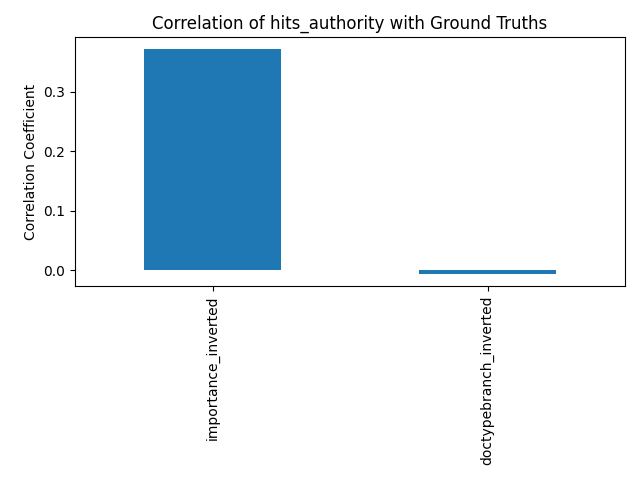 Correlation of hits_authority with Ground Truths
Correlation Coefficient
0.3
0.2
0.1
0.0
importance_inverted
doctypebranch_inverted